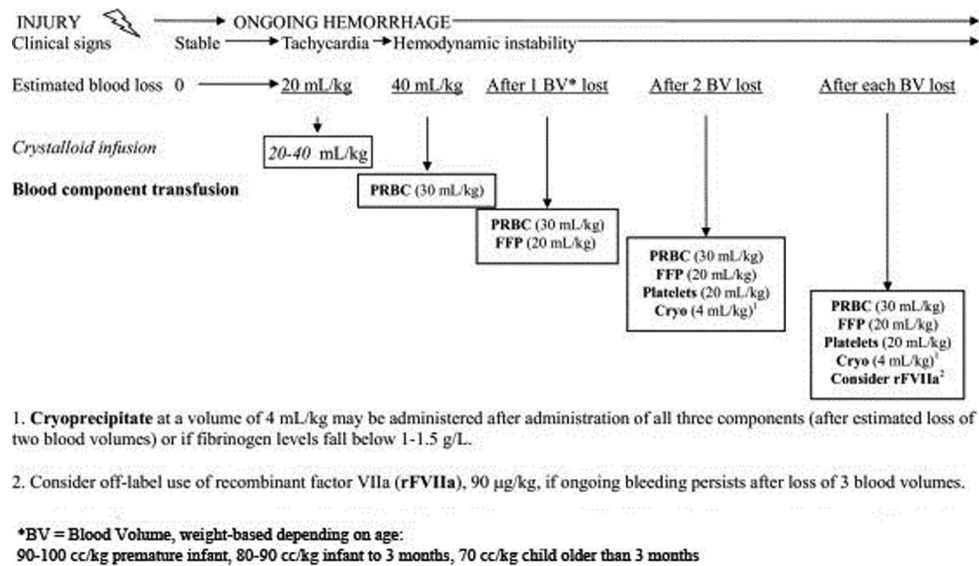 INJURY ONGOING HEMORRHAGE
Clinical signs Stable Tachycardia Hemodynamic instability
Estimated blood loss 0 20 mL/kg 40 mL/kg After 1 BV* lost After 2 BV lost After each BV lost
Crystalloid infusion 20-40 mL/kg
Blood component transfusion PRBC (30 mL/kg)
PRBC (30 mL/kg)
FFP (20 mL/kg)
PRBC (30 mL/kg)
FFP (20 mL/kg)
Platelets (20 mL/kg)
Cryo (4 mL/kg)¹
PRBC (30 mL/kg)
FFP (20 mL/kg)
Platelets (20 mL/kg)
Cryo (4 mL/kg)¹
Consider rFVIIa²
1. Cryoprecipitate at a volume of 4 mL/kg may be administered after administration of all three components (after estimated loss of
two blood volumes) or if fibrinogen levels fall below 1-1.5 g/L.
2. Consider off-label use of recombinant factor VIIa (rFVIIa), 90 µg/kg, if ongoing bleeding persists after loss of 3 blood volumes.
*BV = Blood Volume, weight-based depending on age:
90-100 cc/kg premature infant, 80-90 cc/kg infant to 3 months, 70 cc/kg child older than 3 months